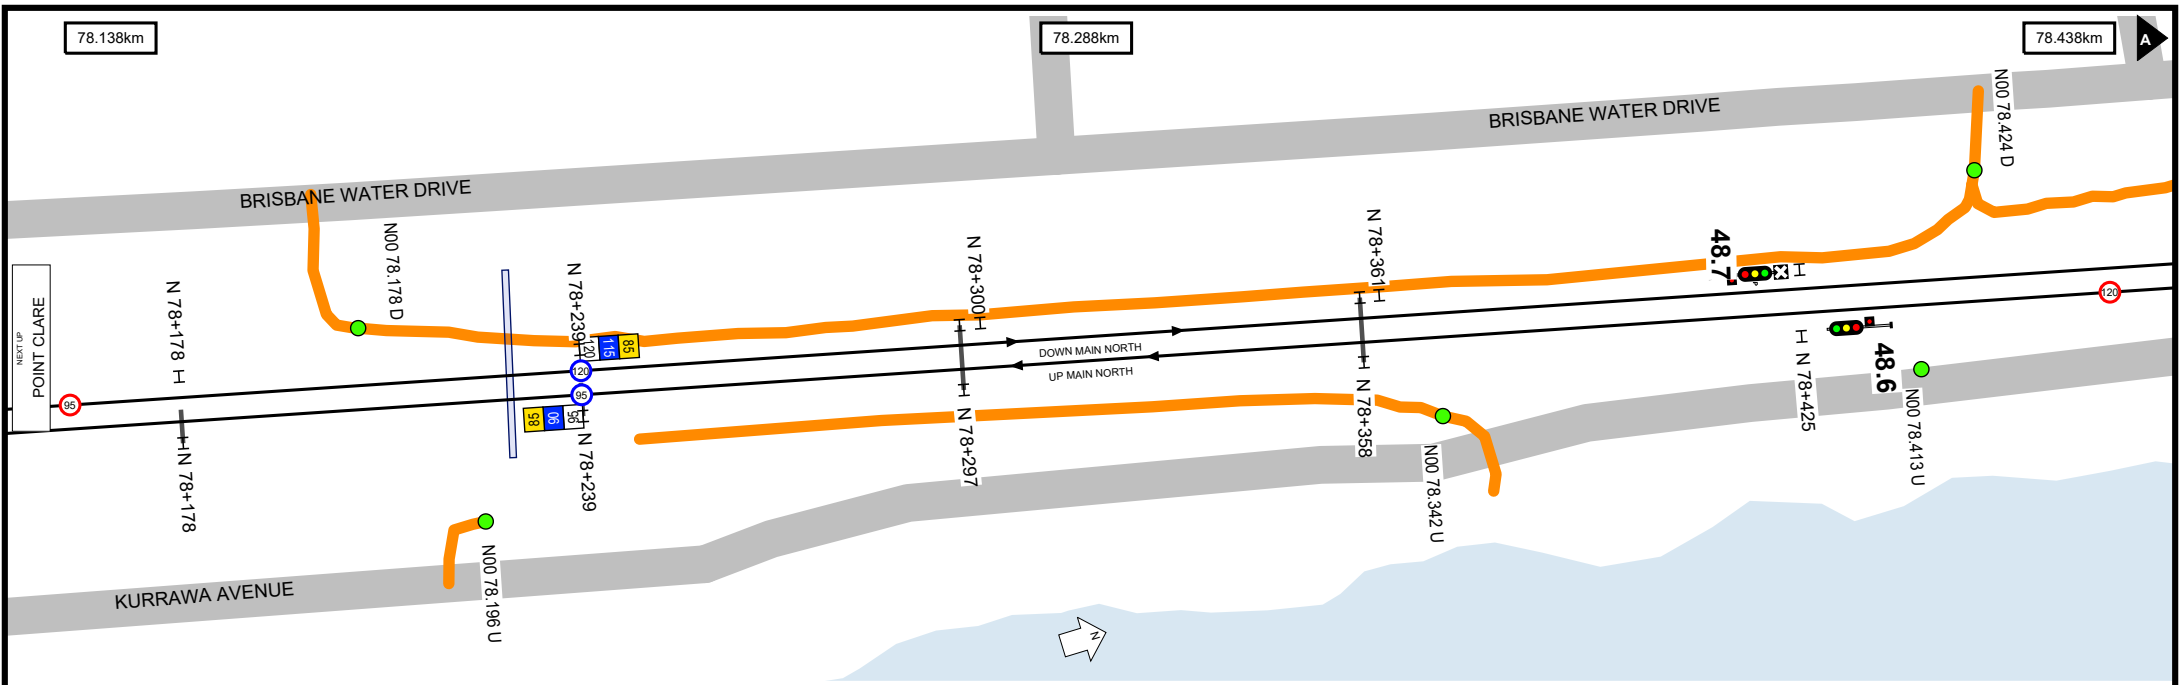 78.138km
78.288km
78.438km
A
BRISBANE WATER DRIVE
BRISBANE WATER DRIVE
N00 78.424 D
N00 78.178 D
N 78+178
N 78+239
N 78+300
N 78+361
48.7
NEXT UP
POINT CLARE
120
115
85
120
95
95
120
DOWN MAIN NORTH
UP MAIN NORTH
85
90
95
48.6
N 78+178
N 78+239
N 78+297
N 78+358
N 78+425
N00 78.413 U
N00 78.342 U
N00 78.196 U
KURRAWA AVENUE
N